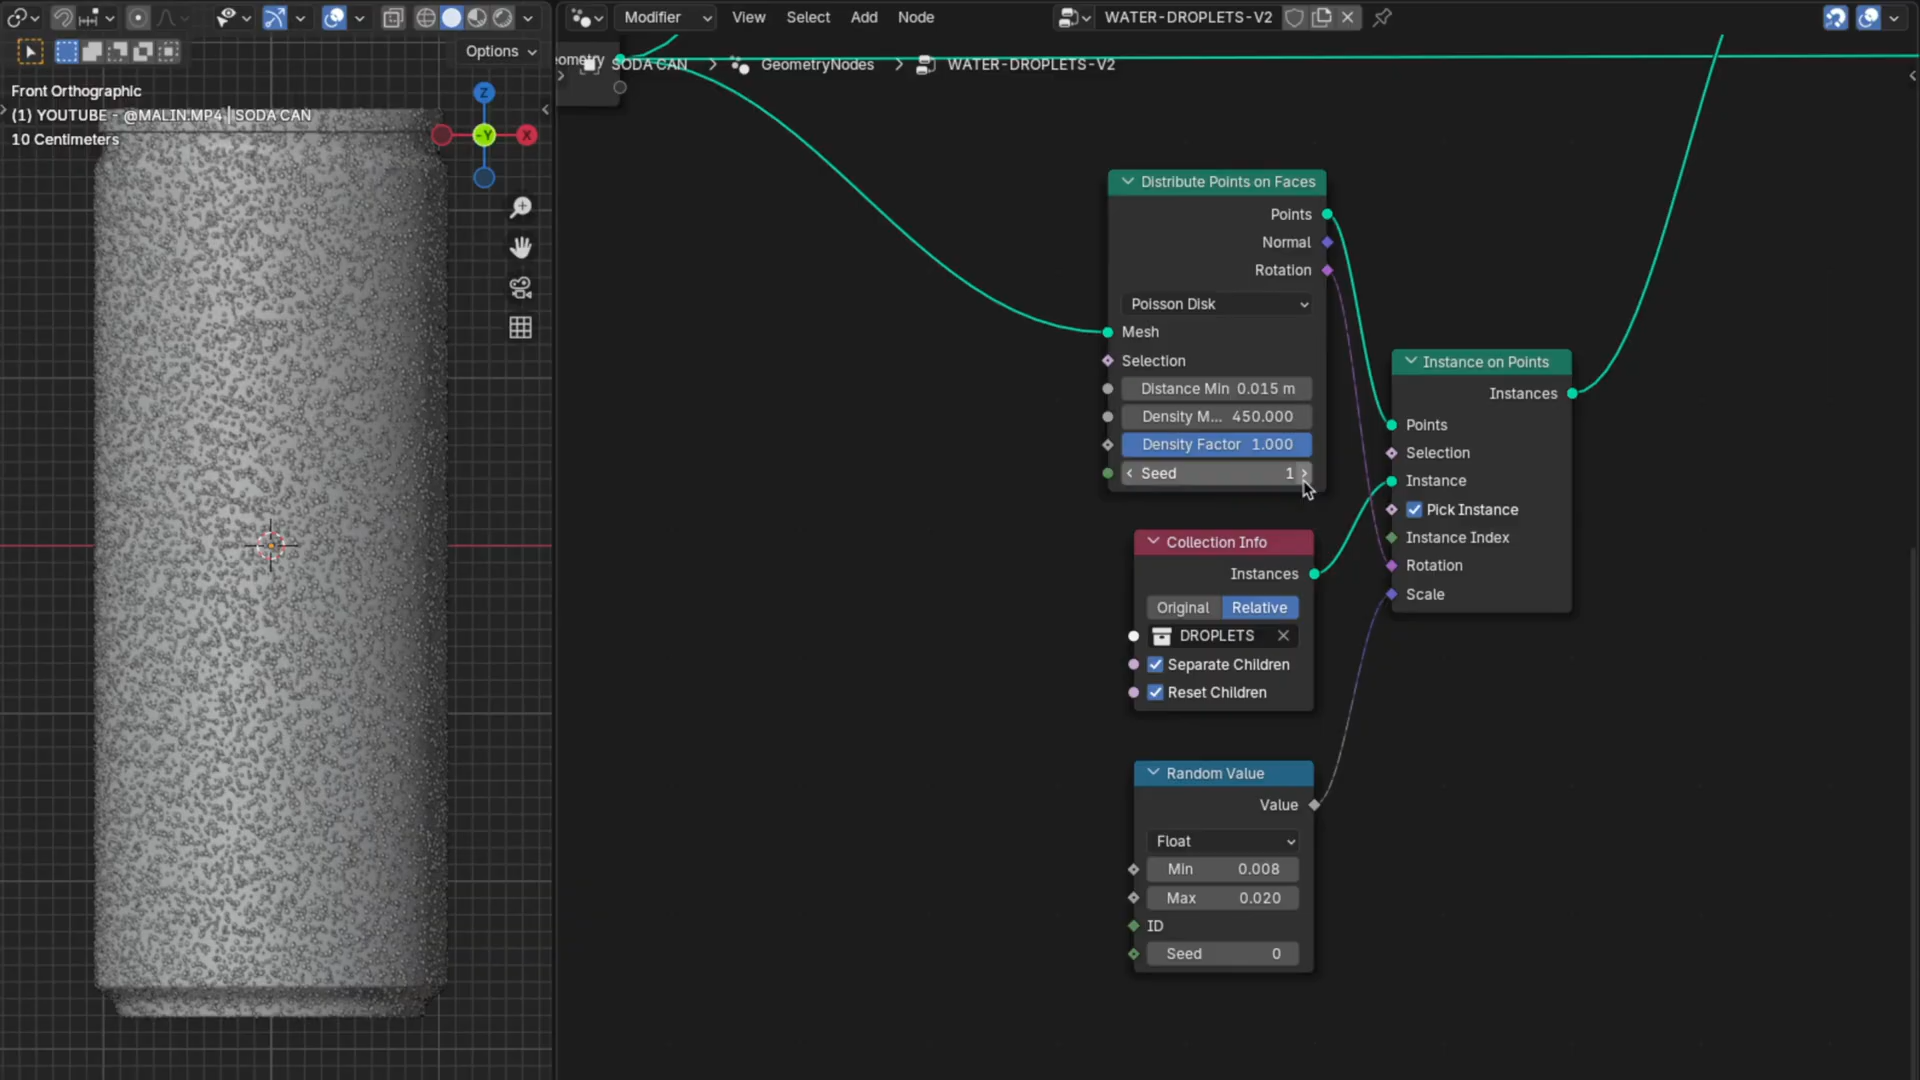 Options
Front Orthographic
(1) YOUTUBE - @MALIN.MP4 | SODA CAN
10 Centimeters
Z
-Y
X
Modifier
View
Select
Add
Node
WATER-DROPLETS-V2
eometry
SODA CAN
GeometryNodes
WATER-DROPLETS-V2
Distribute Points on Faces
Points
Normal
Rotation
Poisson Disk
Mesh
Selection
Distance Min 0.015 m
Density M... 450.000
Density Factor 1.000
Seed 1
Instance on Points
Instances
Points
Selection
Instance
Pick Instance
Instance Index
Rotation
Scale
Collection Info
Instances
Original Relative
DROPLETS
Separate Children
Reset Children
Random Value
Value
Float
Min 0.008
Max 0.020
ID
Seed 0